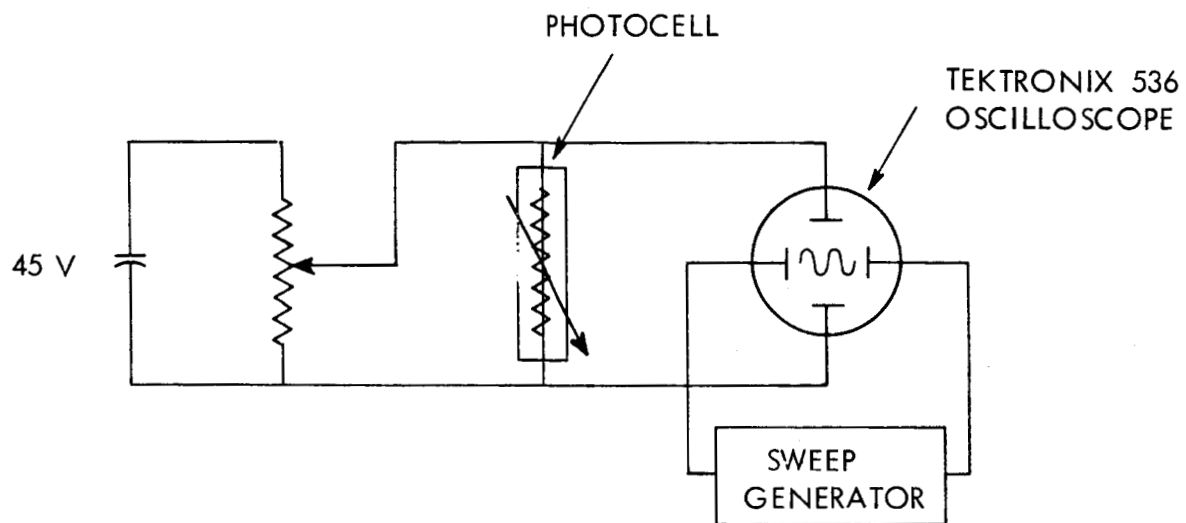 PHOTOCELL
TEKTRONIX 536
OSCILLOSCOPE
45 V
SWEEP
GENERATOR